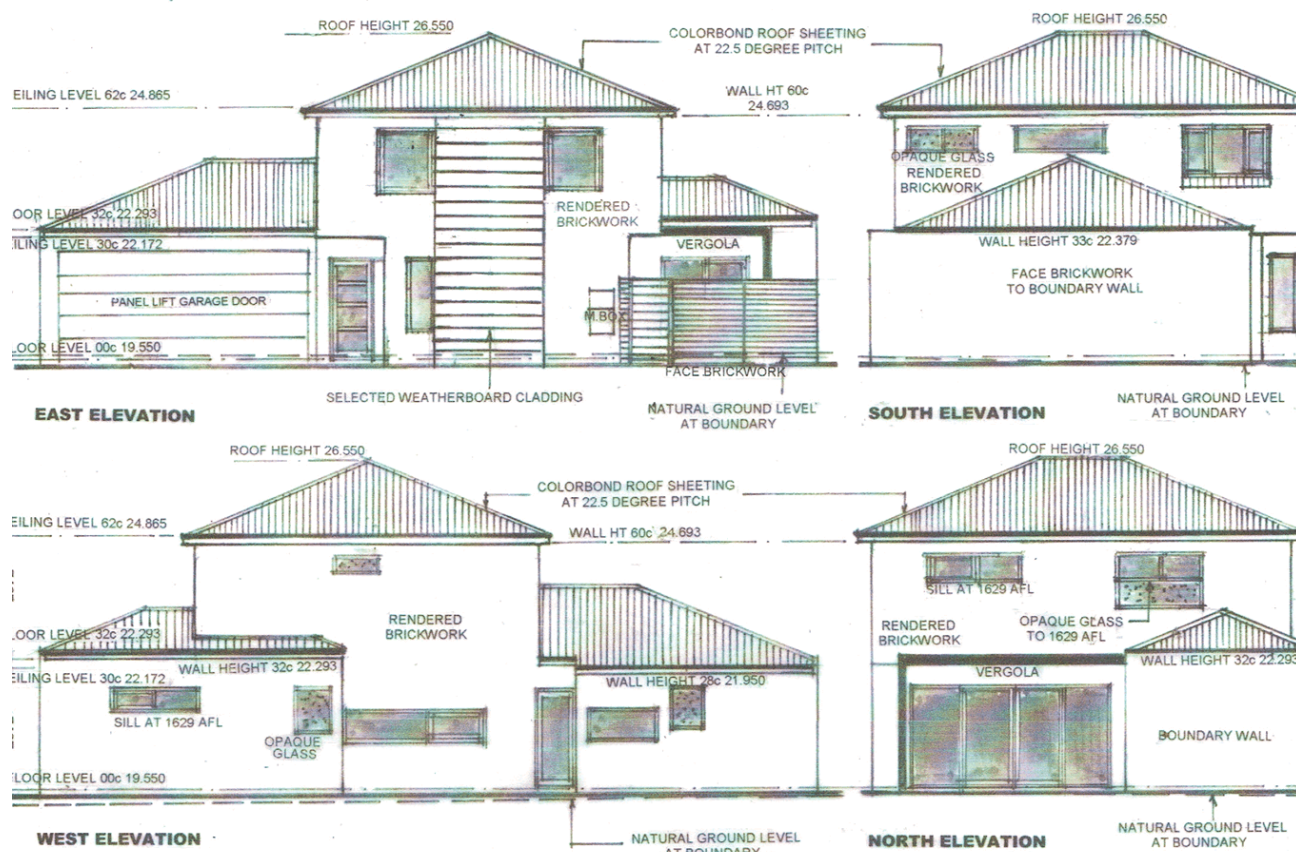 ROOF HEIGHT 26.550
COLORBOND ROOF SHEETING
AT 22.5 DEGREE PITCH
ROOF HEIGHT 26.550
EILING LEVEL 62c 24.865
WALL HT 60c
24.693
OPAQUE GLASS
RENDERED
BRICKWORK
RENDERED
BRICKWORK
OOR LEVEL 32c 22.293
EILING LEVEL 30c 22.172
VERGOLA
WALL HEIGHT 33c 22.379
FACE BRICKWORK
TO BOUNDARY WALL
PANEL LIFT GARAGE DOOR
M.BOX
LOOR LEVEL 00c 19.550
FACE BRICKWORK
SELECTED WEATHERBOARD CLADDING
NATURAL GROUND LEVEL
AT BOUNDARY
NATURAL GROUND LEVEL
AT BOUNDARY
EAST ELEVATION
SOUTH ELEVATION
ROOF HEIGHT 26.550
COLORBOND ROOF SHEETING
AT 22.5 DEGREE PITCH
ROOF HEIGHT 26.550
EILING LEVEL 62c 24.865
WALL HT 60c 24.693
SILL AT 1629 AFL
RENDERED
BRICKWORK
RENDERED
BRICKWORK
OPAQUE GLASS
TO 1629 AFL
LOOR LEVEL 32c 22.293
WALL HEIGHT 32c 22.293
EILING LEVEL 30c 22.172
WALL HEIGHT 28c 21.950
VERGOLA
WALL HEIGHT 32c 22.293
SILL AT 1629 AFL
OPAQUE
GLASS
BOUNDARY WALL
FLOOR LEVEL 00c 19.550
WEST ELEVATION
NATURAL GROUND LEVEL
AT BOUNDARY
NORTH ELEVATION
NATURAL GROUND LEVEL
AT BOUNDARY